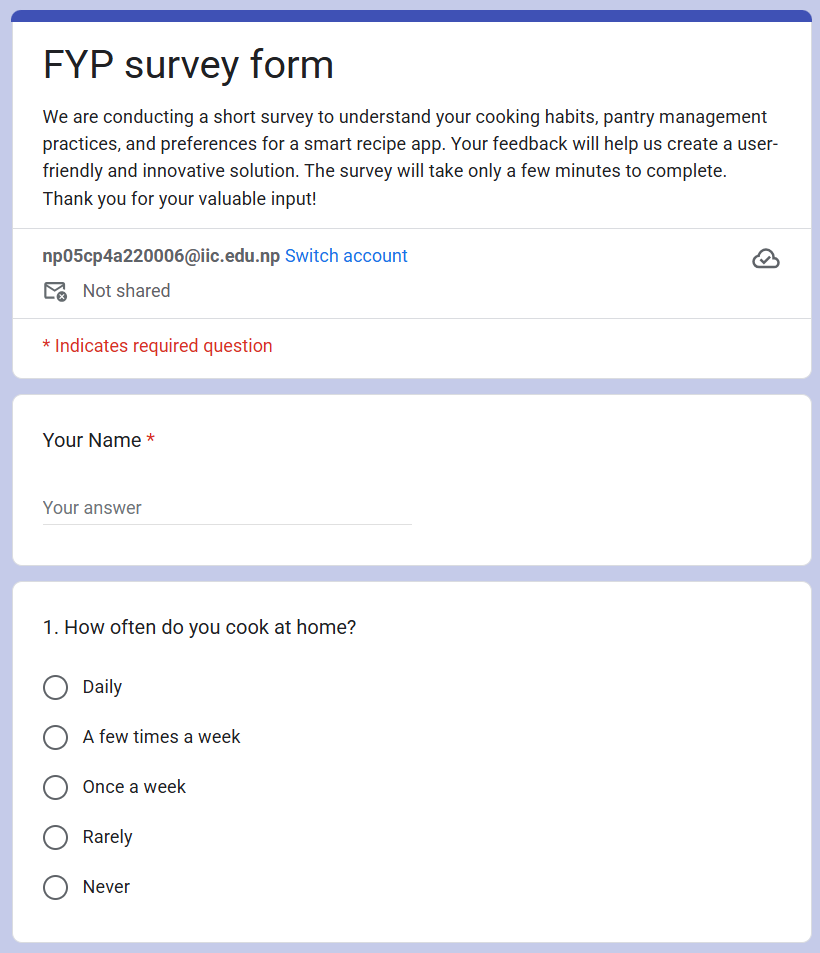 FYP survey form
We are conducting a short survey to understand your cooking habits, pantry management
practices, and preferences for a smart recipe app. Your feedback will help us create a user-
friendly and innovative solution. The survey will take only a few minutes to complete.
Thank you for your valuable input!
np05cp4a220006@iic.edu.np Switch account
Not shared
* Indicates required question
Your Name *
Your answer
1. How often do you cook at home?
Daily
A few times a week
Once a week
Rarely
Never